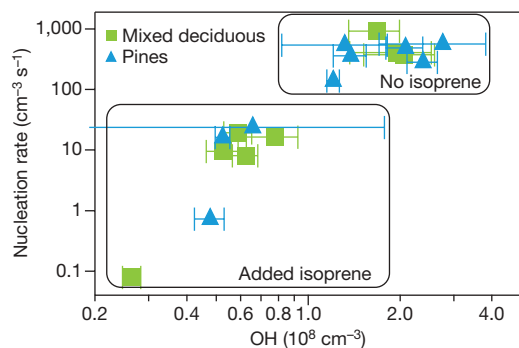 Mixed deciduous
Pines
No isoprene
Added isoprene
Nucleation rate (cm⁻³ s⁻¹)
1,000
100
10
1
0.1
0.2
0.4
0.6
0.8
1.0
2.0
4.0
OH (10⁸ cm⁻³)